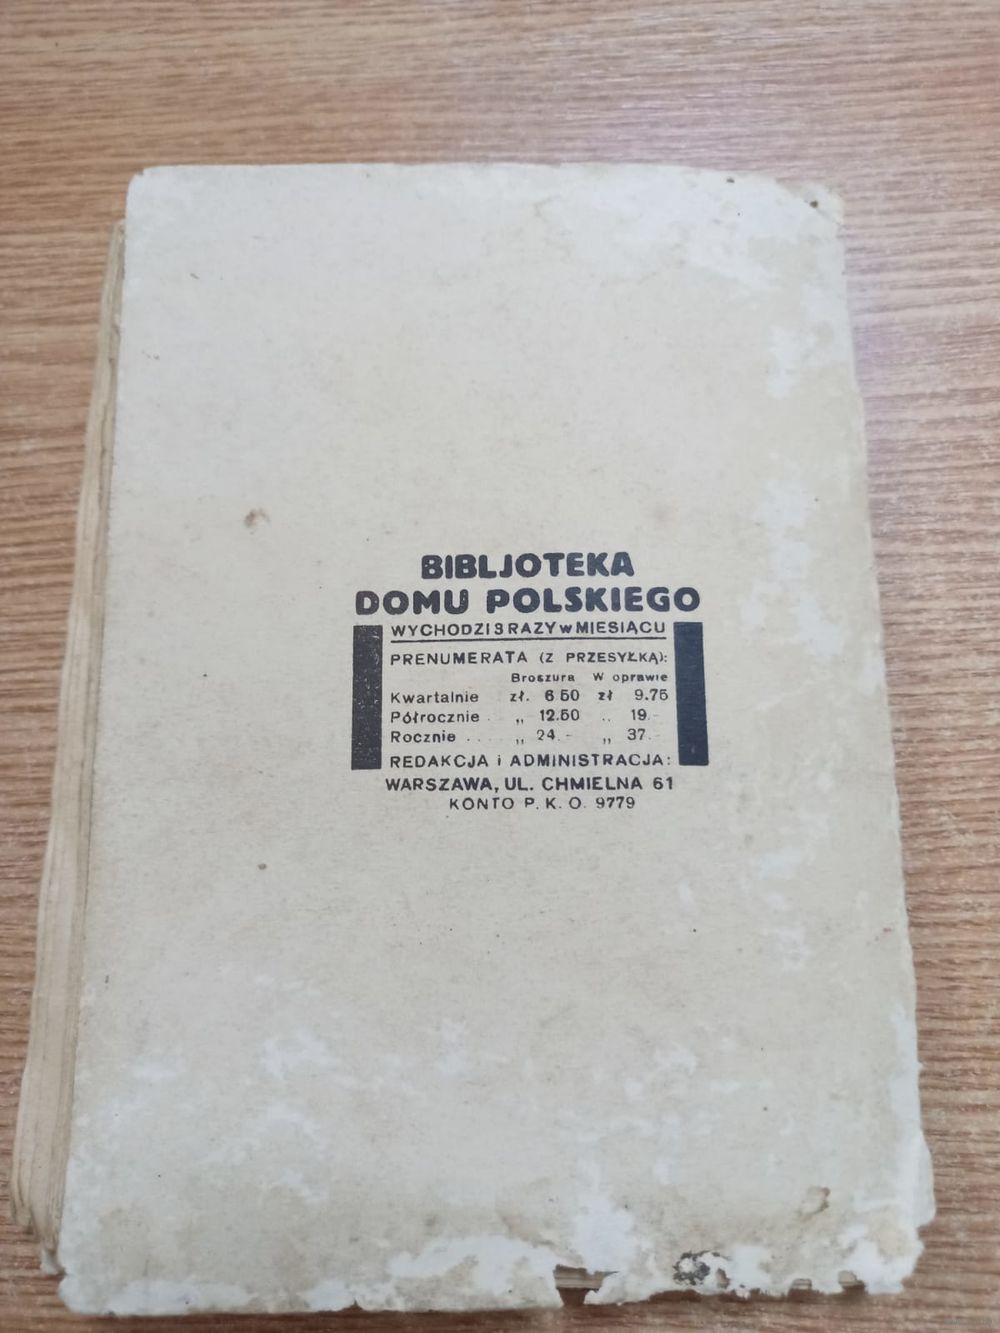 BIBLJOTEKA
DOMU POLSKIEGO
WYCHODZI 3 RAZY w MIESIĄCU
PRENUMERATA (Z PRZESYŁKĄ):
Broszura W oprawie
Kwartalnie zł. 6 50 zł 9.75
Półrocznie . „ 12.50 .. 19.-
Rocznie .... „ 24.- „ 37.-
REDAKCJA i ADMINISTRACJA:
WARSZAWA, UL. CHMIELNA 61
KONTO P. K. O. 9779